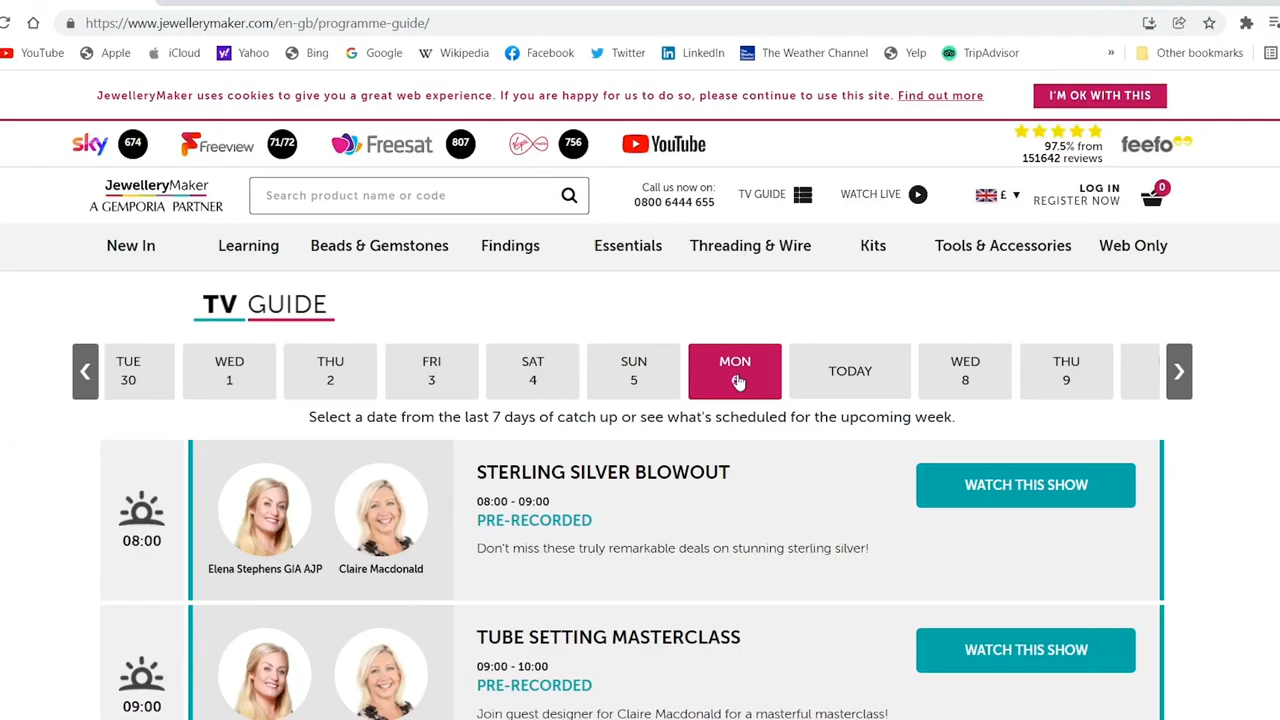 https://www.jewellerymaker.com/en-gb/programme-guide/
YouTube Apple iCloud Yahoo Bing Google Wikipedia Facebook Twitter LinkedIn The Weather Channel Yelp TripAdvisor » Other bookmarks
JewelleryMaker uses cookies to give you a great web experience. If you are happy for us to do so, please continue to use this site. Find out more
I'M OK WITH THIS
sky 674 Freeview 71/72 Freesat 807 756 YouTube
97.5% from
151642 reviews
feefo
JewelleryMaker
A GEMPORIA PARTNER
Search product name or code
Call us now on:
0800 6444 655
TV GUIDE
WATCH LIVE
£
LOG IN
REGISTER NOW
0
New In Learning Beads & Gemstones Findings Essentials Threading & Wire Kits Tools & Accessories Web Only
TV GUIDE
TUE
30
WED
1
THU
2
FRI
3
SAT
4
SUN
5
MON
TODAY
WED
8
THU
9
Select a date from the last 7 days of catch up or see what's scheduled for the upcoming week.
08:00
Elena Stephens GIA AJP
Claire Macdonald
STERLING SILVER BLOWOUT
08:00 - 09:00
PRE-RECORDED
Don't miss these truly remarkable deals on stunning sterling silver!
WATCH THIS SHOW
09:00
TUBE SETTING MASTERCLASS
09:00 - 10:00
PRE-RECORDED
Join guest designer for Claire Macdonald for a masterful masterclass!
WATCH THIS SHOW